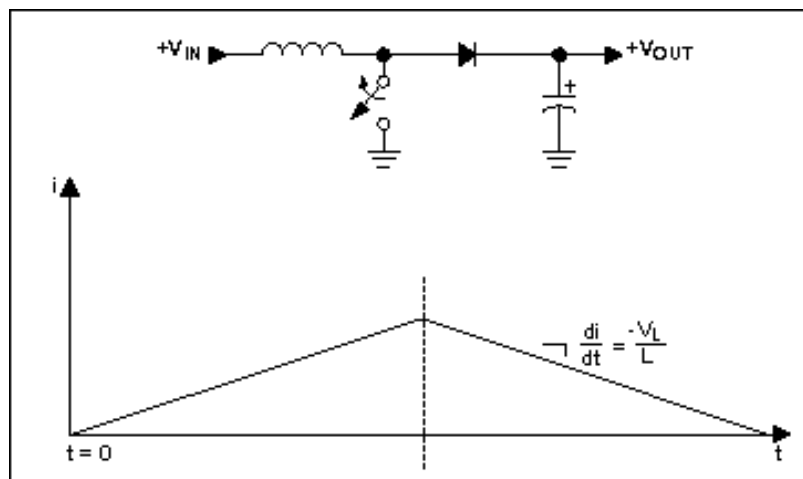 +VIN +VOUT
+
i
di/dt = -VL/L
t = 0 t